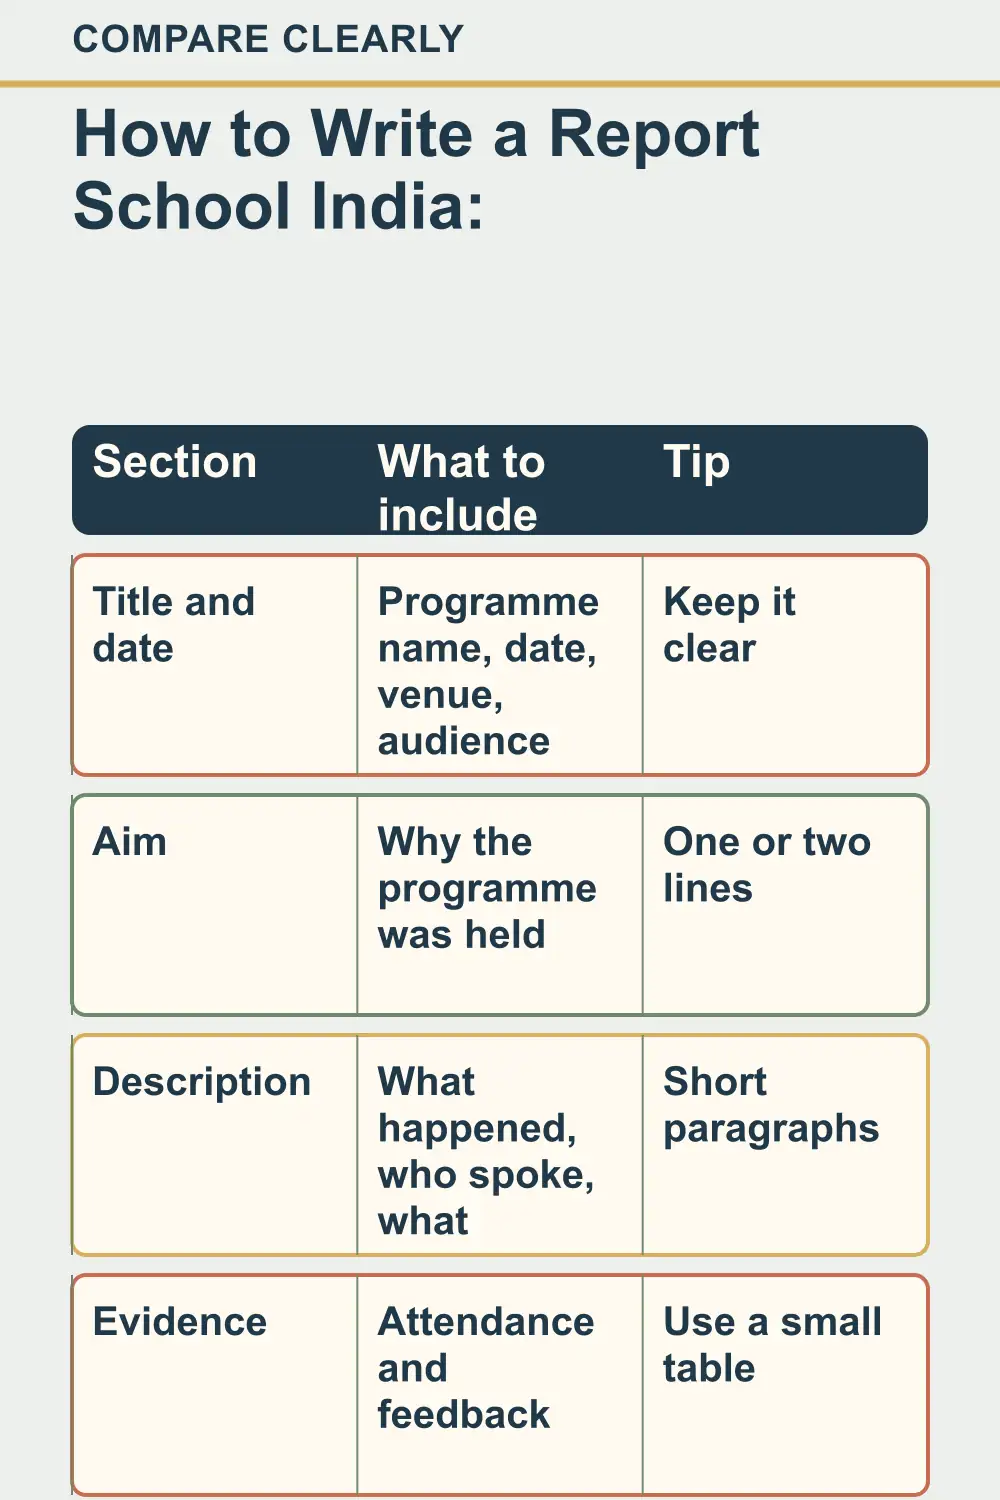 COMPARE CLEARLY
How to Write a Report
School India:
Section
What to
include
Tip
Title and
date
Programme
name, date,
venue,
audience
Keep it
clear
Aim
Why the
programme
was held
One or two
lines
Description
What
happened,
who spoke,
what
Short
paragraphs
Evidence
Attendance
and
feedback
Use a small
table